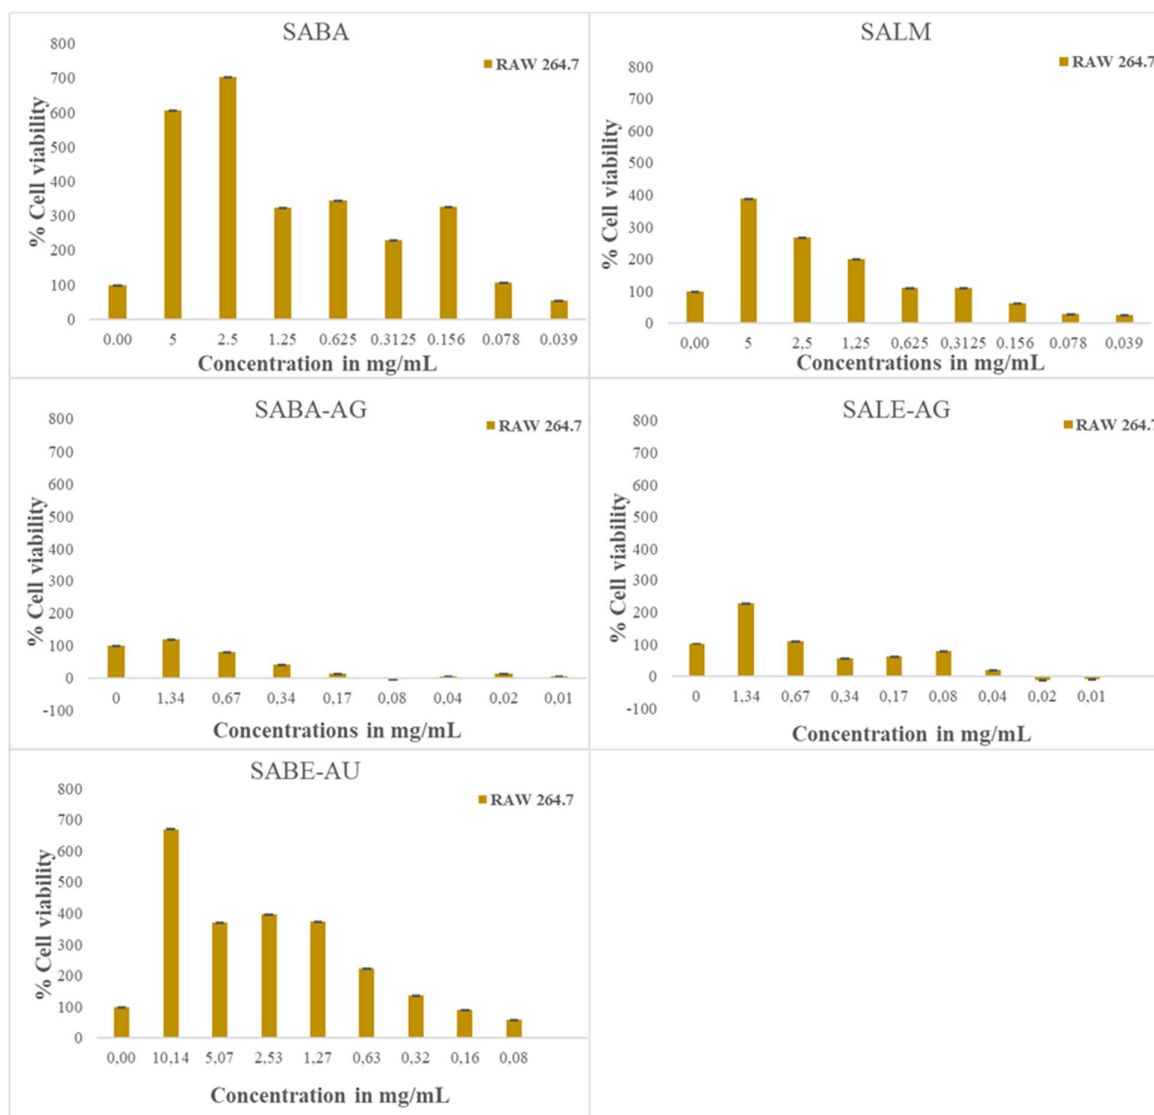 SABA
RAW 264.7
% Cell viability
800
700
600
500
400
300
200
100
0
0.00 5 2.5 1.25 0.625 0.3125 0.156 0.078 0.039
Concentration in mg/mL
SALM
RAW 264.7
% Cell viability
800
700
600
500
400
300
200
100
0
0,00 5 2,5 1,25 0,625 0,3125 0,156 0,078 0,039
Concentrations in mg/mL
SABA-AG
RAW 264.7
% Cell viability
800
700
600
500
400
300
200
100
0
-100
0 1,34 0,67 0,34 0,17 0,08 0,04 0,02 0,01
Concentrations in mg/mL
SALE-AG
RAW 264.7
% Cell viability
800
700
600
500
400
300
200
100
0
-100
0 1,34 0,67 0,34 0,17 0,08 0,04 0,02 0,01
Concentration in mg/mL
SABE-AU
RAW 264.7
% Cell viability
800
700
600
500
400
300
200
100
0
0,00 10,14 5,07 2,53 1,27 0,63 0,32 0,16 0,08
Concentration in mg/mL